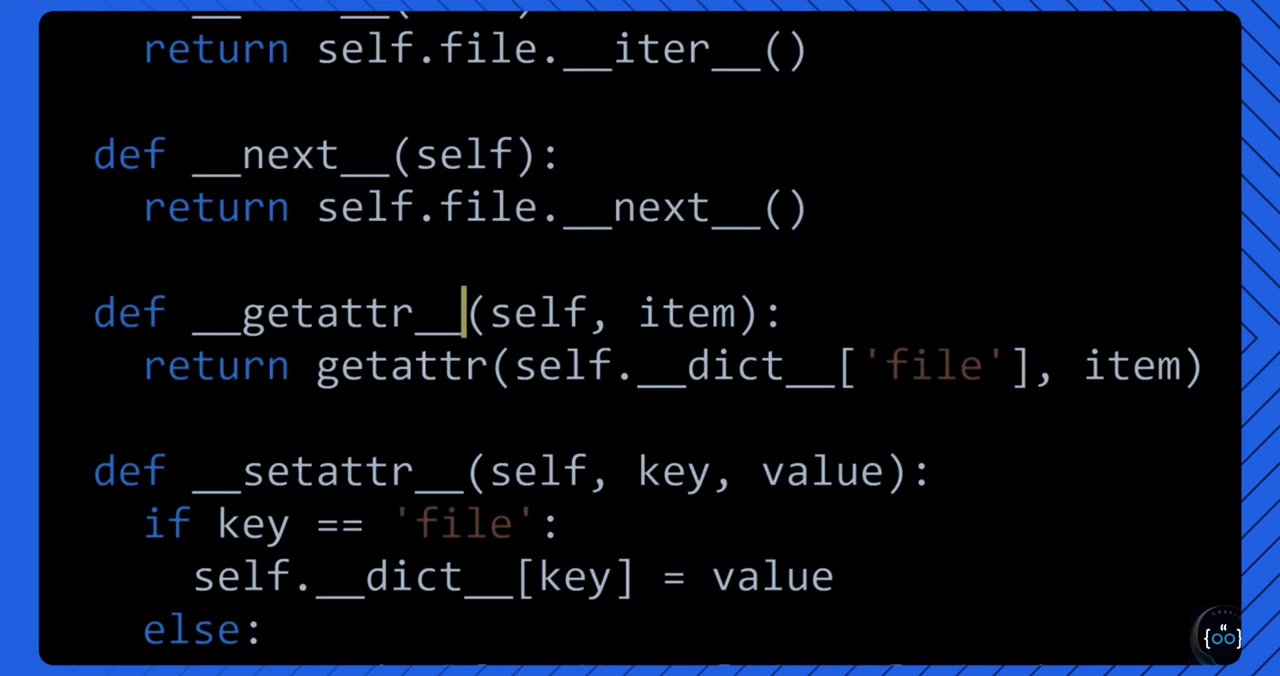 return self.file.__iter__()
def __next__(self):
return self.file.__next__()
def __getattr__(self, item):
return getattr(self.__dict__['file'], item)
def __setattr__(self, key, value):
if key == 'file':
self.__dict__[key] = value
else:
{oo}